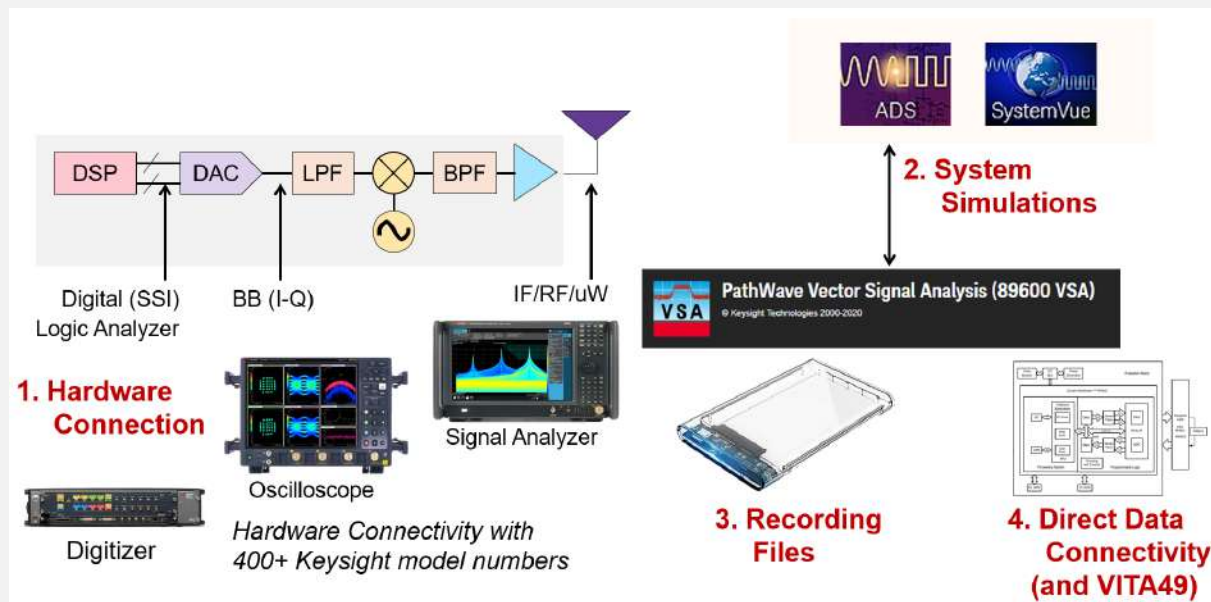 ADS
SystemVue
DSP
DAC
LPF
BPF
2. System
Simulations
Digital (SSI)
Logic Analyzer
BB (I-Q)
IF/RF/uW
VSA
PathWave Vector Signal Analysis (89600 VSA)
© Keysight Technologies 2000-2020
1. Hardware
Connection
Signal Analyzer
Oscilloscope
Digitizer
Hardware Connectivity with
400+ Keysight model numbers
3. Recording
Files
4. Direct Data
Connectivity
(and VITA49)